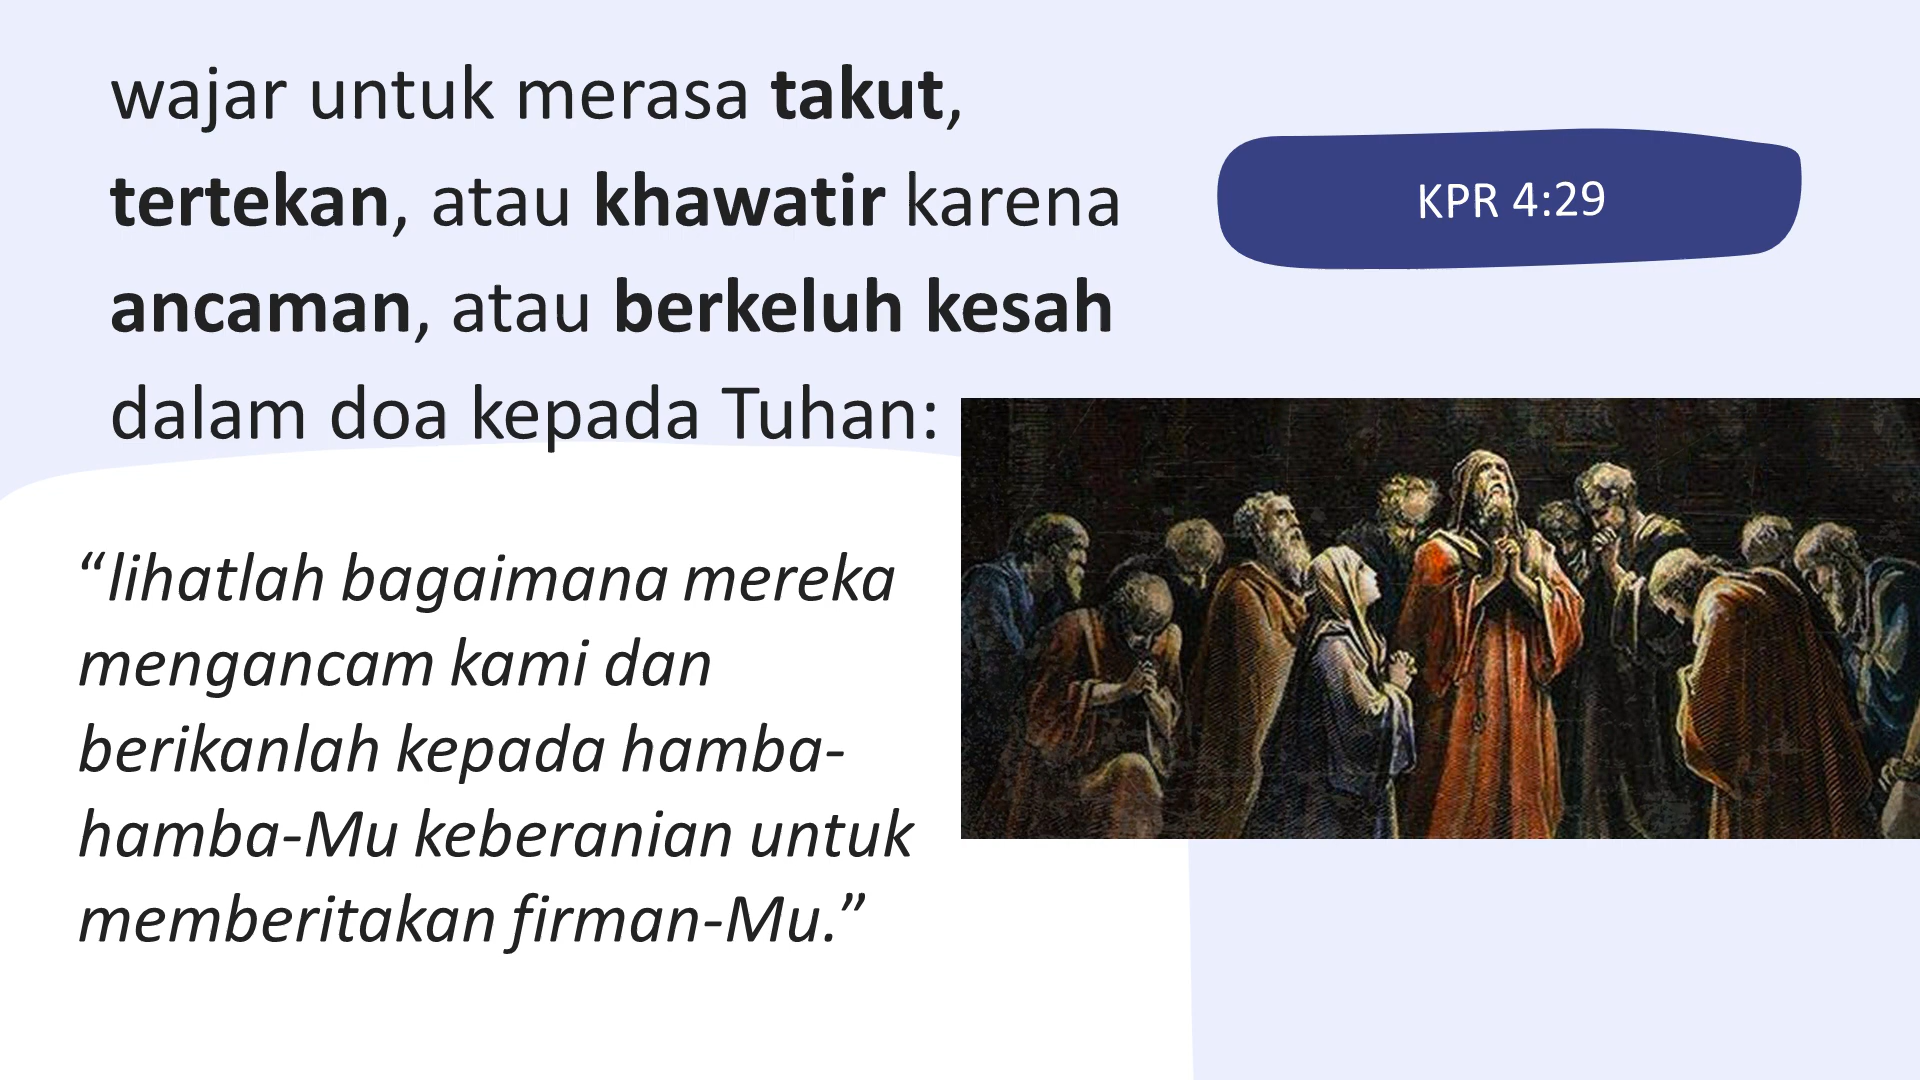 wajar untuk merasa takut,
tertekan, atau khawatir karena
ancaman, atau berkeluh kesah
dalam doa kepada Tuhan:
KPR 4:29
“lihatlah bagaimana mereka
mengancam kami dan
berikanlah kepada hamba-
hamba-Mu keberanian untuk
memberitakan firman-Mu.”